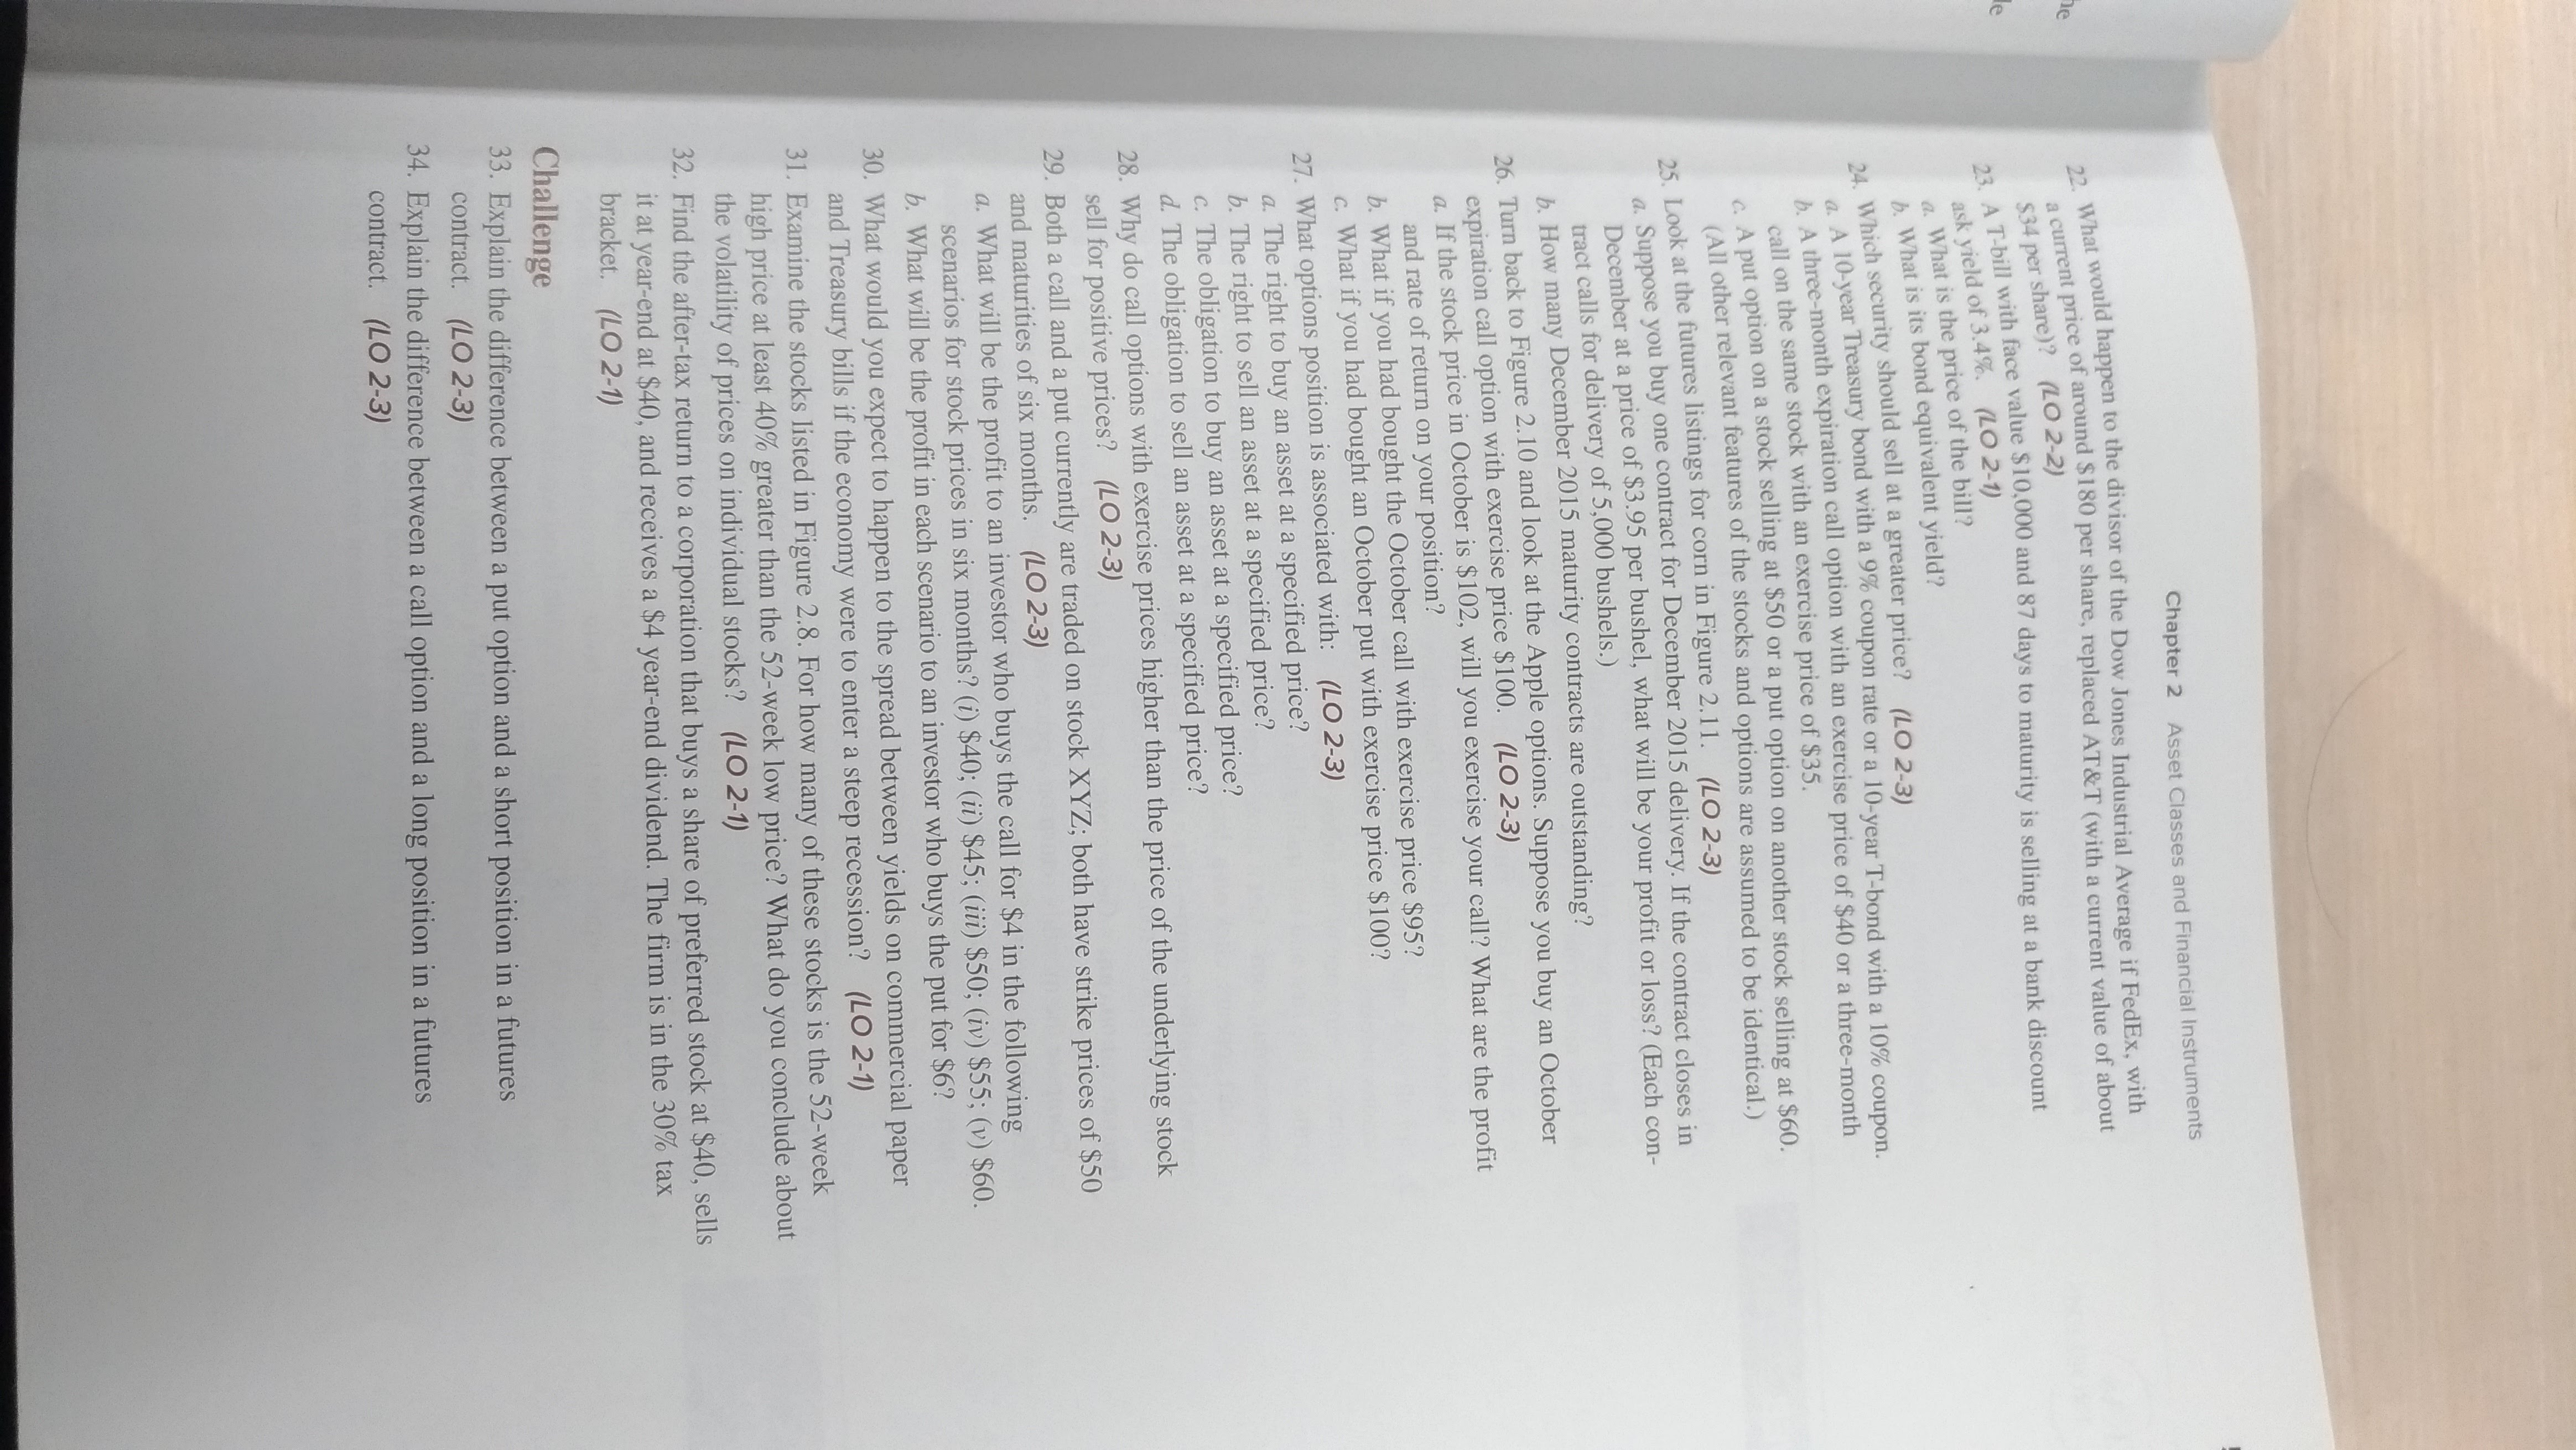 he
le
Chapter 2 Asset Classes and Financial Instruments
22. What would happen to the divisor of the Dow Jones Industrial Average if FedEx, with
a current price of around $180 per share, replaced AT&T (with a current value of about
$34 per share)? (LO 2-2)
23. A T-bill with face value $10,000 and 87 days to maturity is selling at a bank discount
ask yield of 3.4%. (LO 2-1)
a. What is the price of the bill?
b. What is its bond equivalent yield?
24. Which security should sell at a greater price? (LO 2-3)
a. A 10-year Treasury bond with a 9% coupon rate or a 10-year T-bond with a 10% coupon.
b. A three-month expiration call option with an exercise price of $40 or a three-month
call on the same stock with an exercise price of $35.
c. A put option on a stock selling at $50 or a put option on another stock selling at $60.
(All other relevant features of the stocks and options are assumed to be identical.)
25. Look at the futures listings for corn in Figure 2.11. (LO 2-3)
a. Suppose you buy one contract for December 2015 delivery. If the contract closes in
December at a price of $3.95 per bushel, what will be your profit or loss? (Each con-
tract calls for delivery of 5,000 bushels.)
b. How many December 2015 maturity contracts are outstanding?
26. Turn back to Figure 2.10 and look at the Apple options. Suppose you buy an October
expiration call option with exercise price $100. (LO 2-3)
a. If the stock price in October is $102, will you exercise your call? What are the profit
and rate of return on your position?
b. What if you had bought the October call with exercise price $95?
c. What if you had bought an October put with exercise price $100?
27. What options position is associated with: (LO 2-3)
a. The right to buy an asset at a specified price?
b. The right to sell an asset at a specified price?
c. The obligation to buy an asset at a specified price?
d. The obligation to sell an asset at a specified price?
28. Why do call options with exercise prices higher than the price of the underlying stock
sell for positive prices? (LO 2-3)
29. Both a call and a put currently are traded on stock XYZ; both have strike prices of $50
and maturities of six months. (LO 2-3)
a. What will be the profit to an investor who buys the call for $4 in the following
scenarios for stock prices in six months? (i) $40; (ii) $45; (iii) $50; (iv) $55; (v) $60.
b. What will be the profit in each scenario to an investor who buys the put for $6?
30. What would you expect to happen to the spread between yields on commercial paper
and Treasury bills if the economy were to enter a steep recession? (LO 2-1)
31. Examine the stocks listed in Figure 2.8. For how many of these stocks is the 52-week
high price at least 40% greater than the 52-week low price? What do you conclude about
the volatility of prices on individual stocks? (LO 2-1)
32. Find the after-tax return to a corporation that buys a share of preferred stock at $40, sells
it at year-end at $40, and receives a $4 year-end dividend. The firm is in the 30% tax
bracket. (LO 2-1)
Challenge
33. Explain the difference between a put option and a short position in a futures
contract. (LO 2-3)
34. Explain the difference between a call option and a long position in a futures
contract. (LO 2-3)